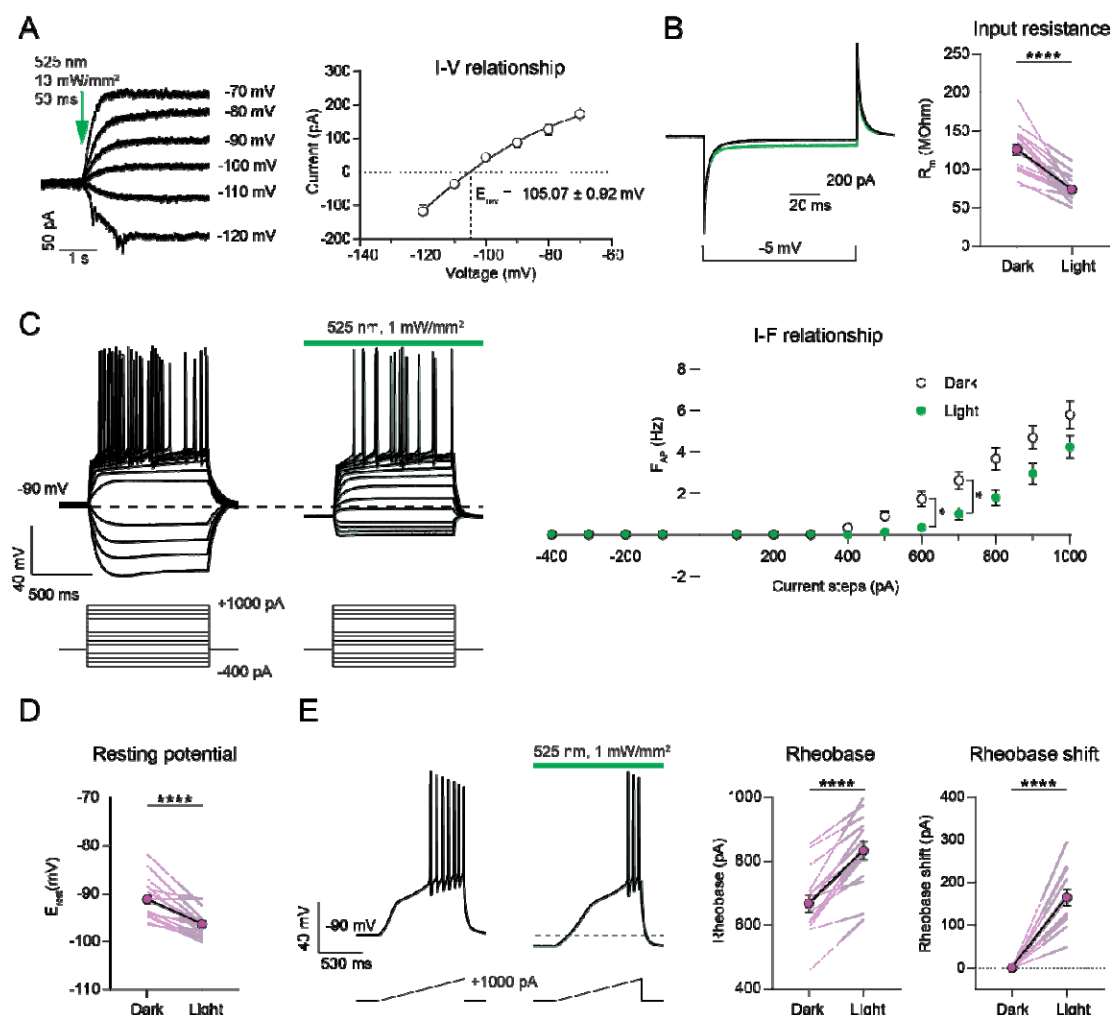 A
525 nm
13 mW/mm²
53 ms
-70 mV
-80 mV
-90 mV
-100 mV
-110 mV
-120 mV
50 pA
1 s
I-V relationship
Current (pA)
300
200
100
0
-100
-200
-140
-120
-100
-80
-60
Voltage (mV)
105.07 ± 0.92 mV
B
200 pA
20 ms
-5 mV
Input resistance
****
Rm (MOhm)
250
200
150
100
50
0
Dark
Light
C
525 nm, 1 mW/mm²
-90 mV
40 mV
500 ms
+1000 pA
-400 pA
I-F relationship
Dark
Light
FAP (Hz)
8
6
4
2
-2
*
*
-400
-200
200
400
600
800
1000
Current steps (pA)
D
Resting potential
****
Erest (mV)
-70
-80
-90
-100
-110
Dark
Light
E
525 nm, 1 mW/mm²
-90 mV
43 mV
530 ms
+1000 pA
Rheobase
****
Rheobase (pA)
1000
800
600
400
Dark
Light
Rheobase shift
****
Rheobase shift (pA)
400
300
200
100
0
Dark
Light